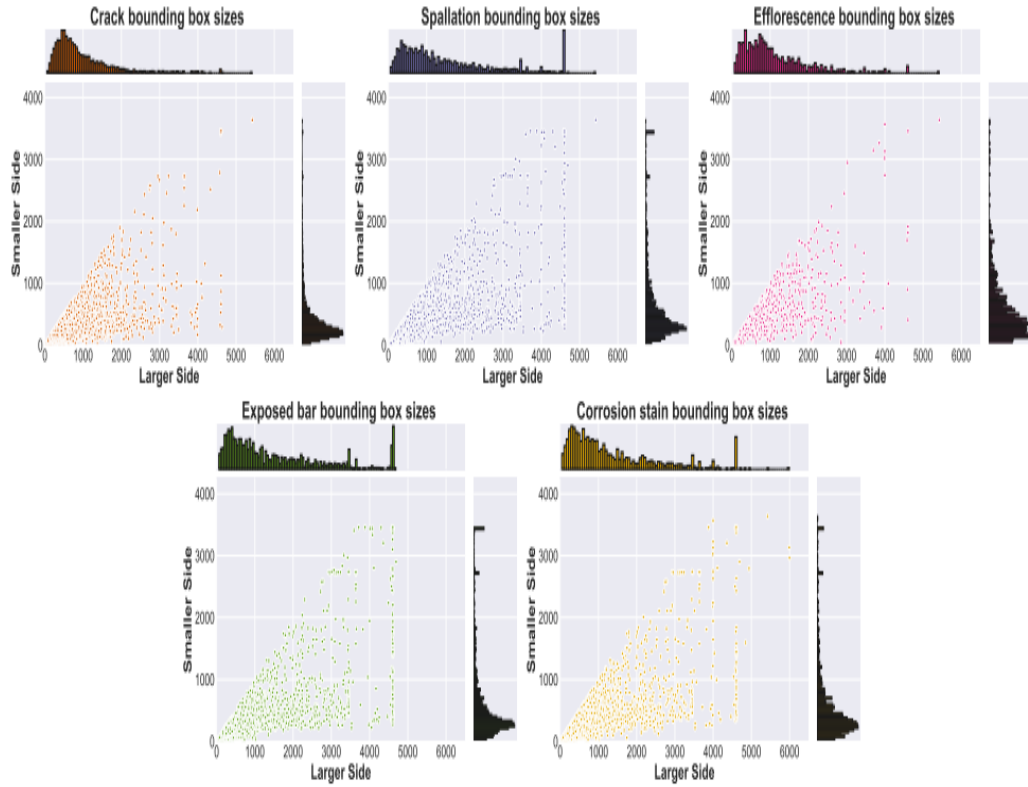 Crack bounding box sizes
Spallation bounding box sizes
Efflorescence bounding box sizes
4000
3000
2000
1000
0
Smaller Side
0 1000 2000 3000 4000 5000 6000
Larger Side
4000
3000
2000
1000
0
Smaller Side
0 1000 2000 3000 4000 5000 6000
Larger Side
4000
3000
2000
1000
0
Smaller Side
0 1000 2000 3000 4000 5000 6000
Larger Side
Exposed bar bounding box sizes
Corrosion stain bounding box sizes
4000
3000
2000
1000
0
Smaller Side
0 1000 2000 3000 4000 5000 6000
Larger Side
4000
3000
2000
1000
0
Smaller Side
0 1000 2000 3000 4000 5000 6000
Larger Side